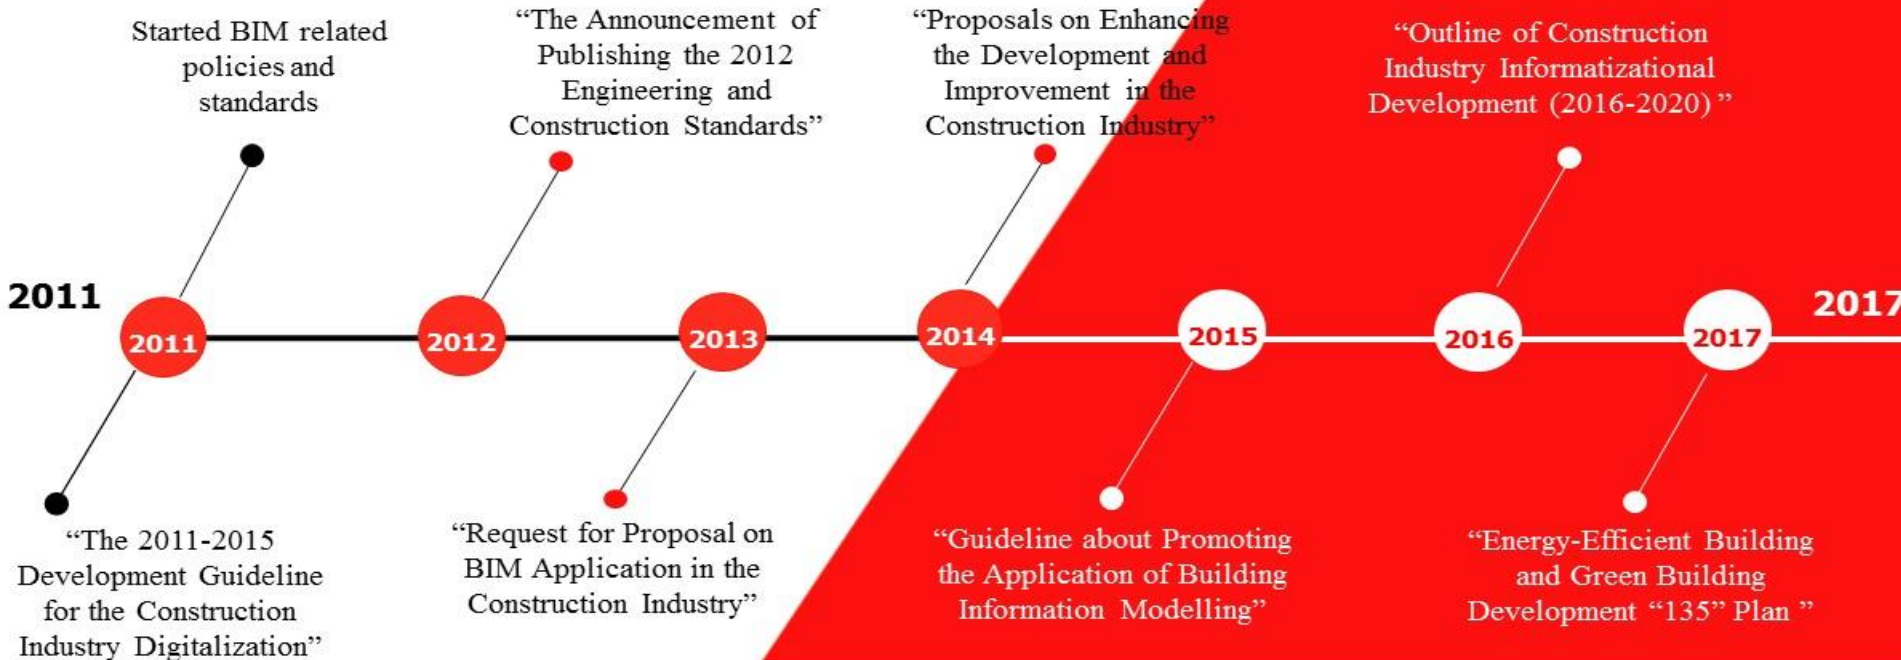 Started BIM related
policies and
standards
“The Announcement of
Publishing the 2012
Engineering and
Construction Standards”
“Proposals on Enhancing
the Development and
Improvement in the
Construction Industry”
“Outline of Construction
Industry Informatizational
Development (2016-2020) ”
2011
2011
2012
2013
2014
2015
2016
2017
2017
“The 2011-2015
Development Guideline
for the Construction
Industry Digitalization”
“Request for Proposal on
BIM Application in the
Construction Industry”
“Guideline about Promoting
the Application of Building
Information Modelling”
“Energy-Efficient Building
and Green Building
Development “135” Plan ”